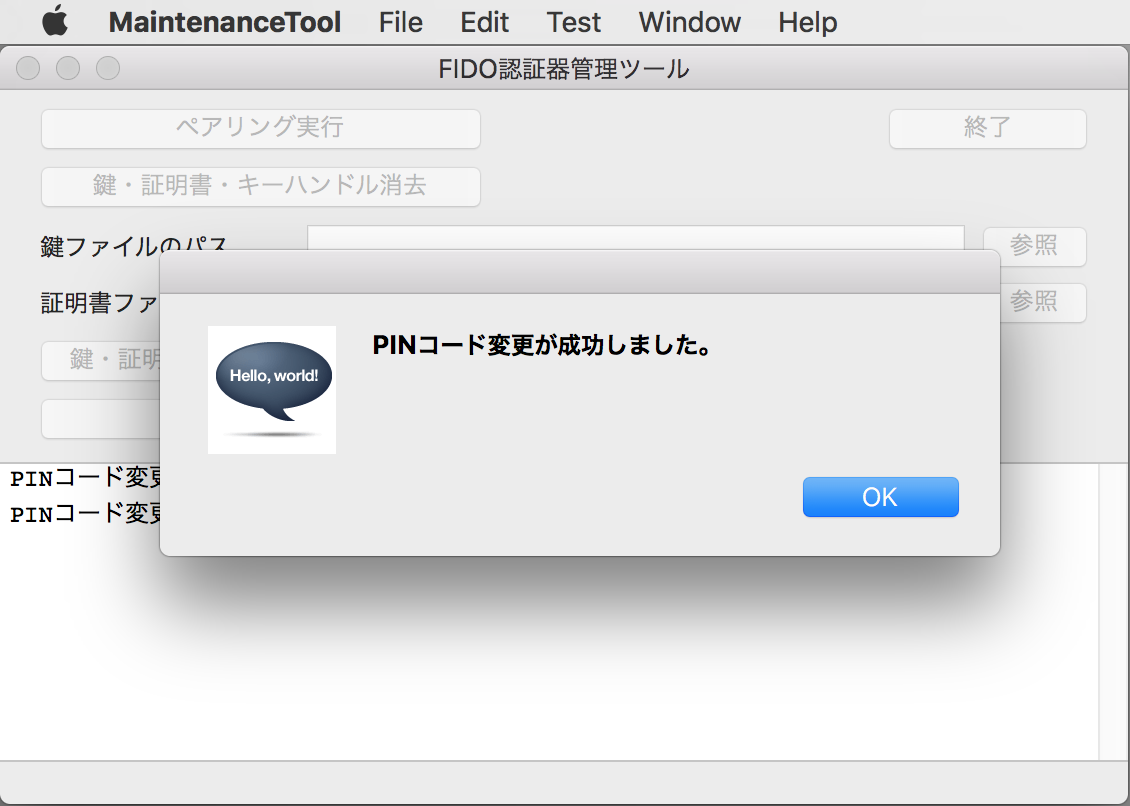 MaintenanceTool File Edit Test Window Help
FIDO認証器管理ツール
ペアリング実行
終了
鍵・証明書・キーハンドル消去
鍵ファイルのパス
参照
証明書ファ
参照
鍵・証明
PINコード変更が成功しました。
Hello, world!
OK
PINコード変更
PINコード変更